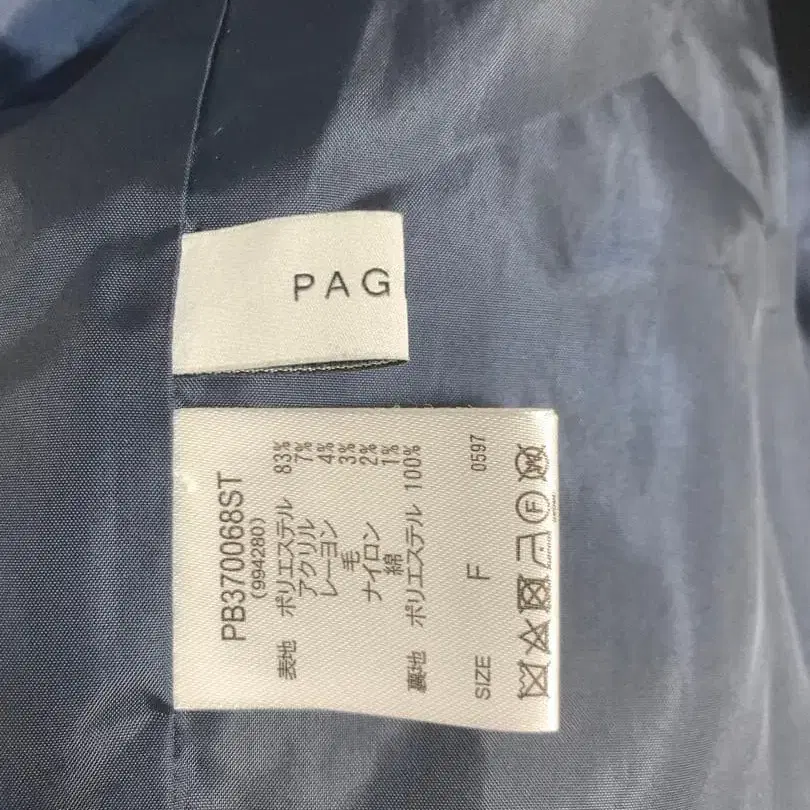 PAG
PB370068ST
(994280)
表地 ポリエステル 83%
アクリル 7%
レーヨン 4%
毛 3%
ナイロン 2%
綿 1%
裏地 ポリエステル 100%
SIZE F 0597
F
W